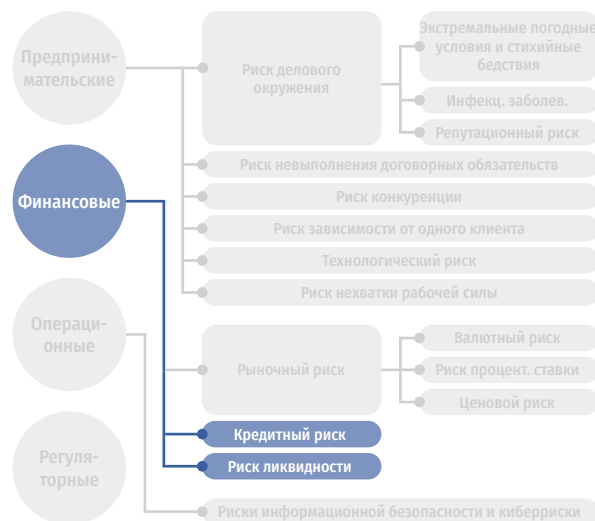 Предприни-
мательские
Риск делового
окружения
Экстремальные погодные
условия и стихийные
бедствия
Инфекц. заболев.
Репутационный риск
Риск невыполнения договорных обязательств
Риск конкуренции
Риск зависимости от одного клиента
Технологический риск
Риск нехватки рабочей силы
Финансовые
Рыночный риск
Валютный риск
Риск процент. ставки
Ценовой риск
Кредитный риск
Риск ликвидности
Операци-
онные
Риски информационной безопасности и киберриски
Регуля-
торные